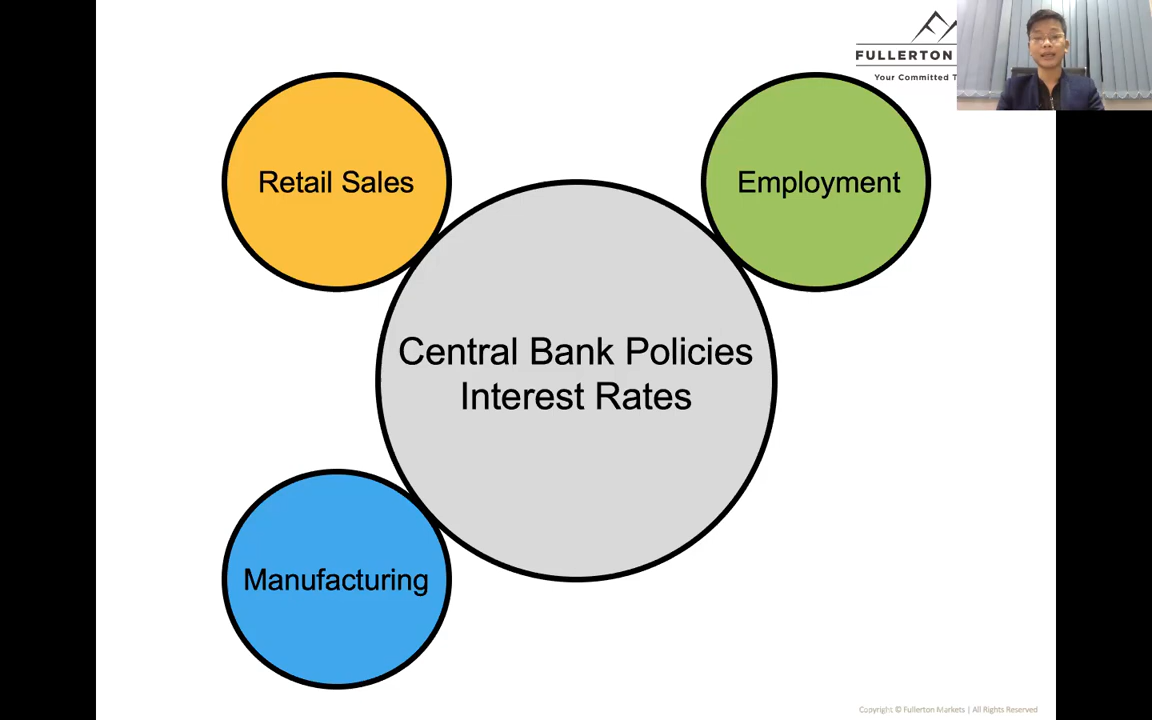 FULLERTON
Your Committed T
Retail Sales
Employment
Central Bank Policies
Interest Rates
Manufacturing
Copyright © Fullerton Markets | All Rights Reserved